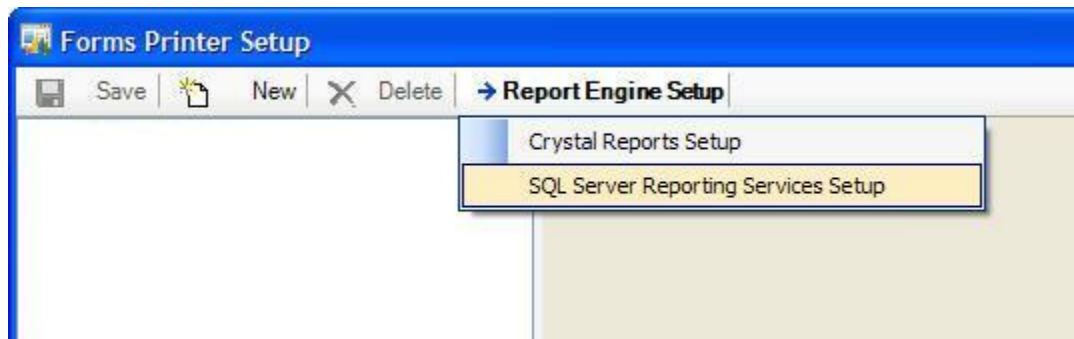 Forms Printer Setup
Save New Delete Report Engine Setup
Crystal Reports Setup
SQL Server Reporting Services Setup